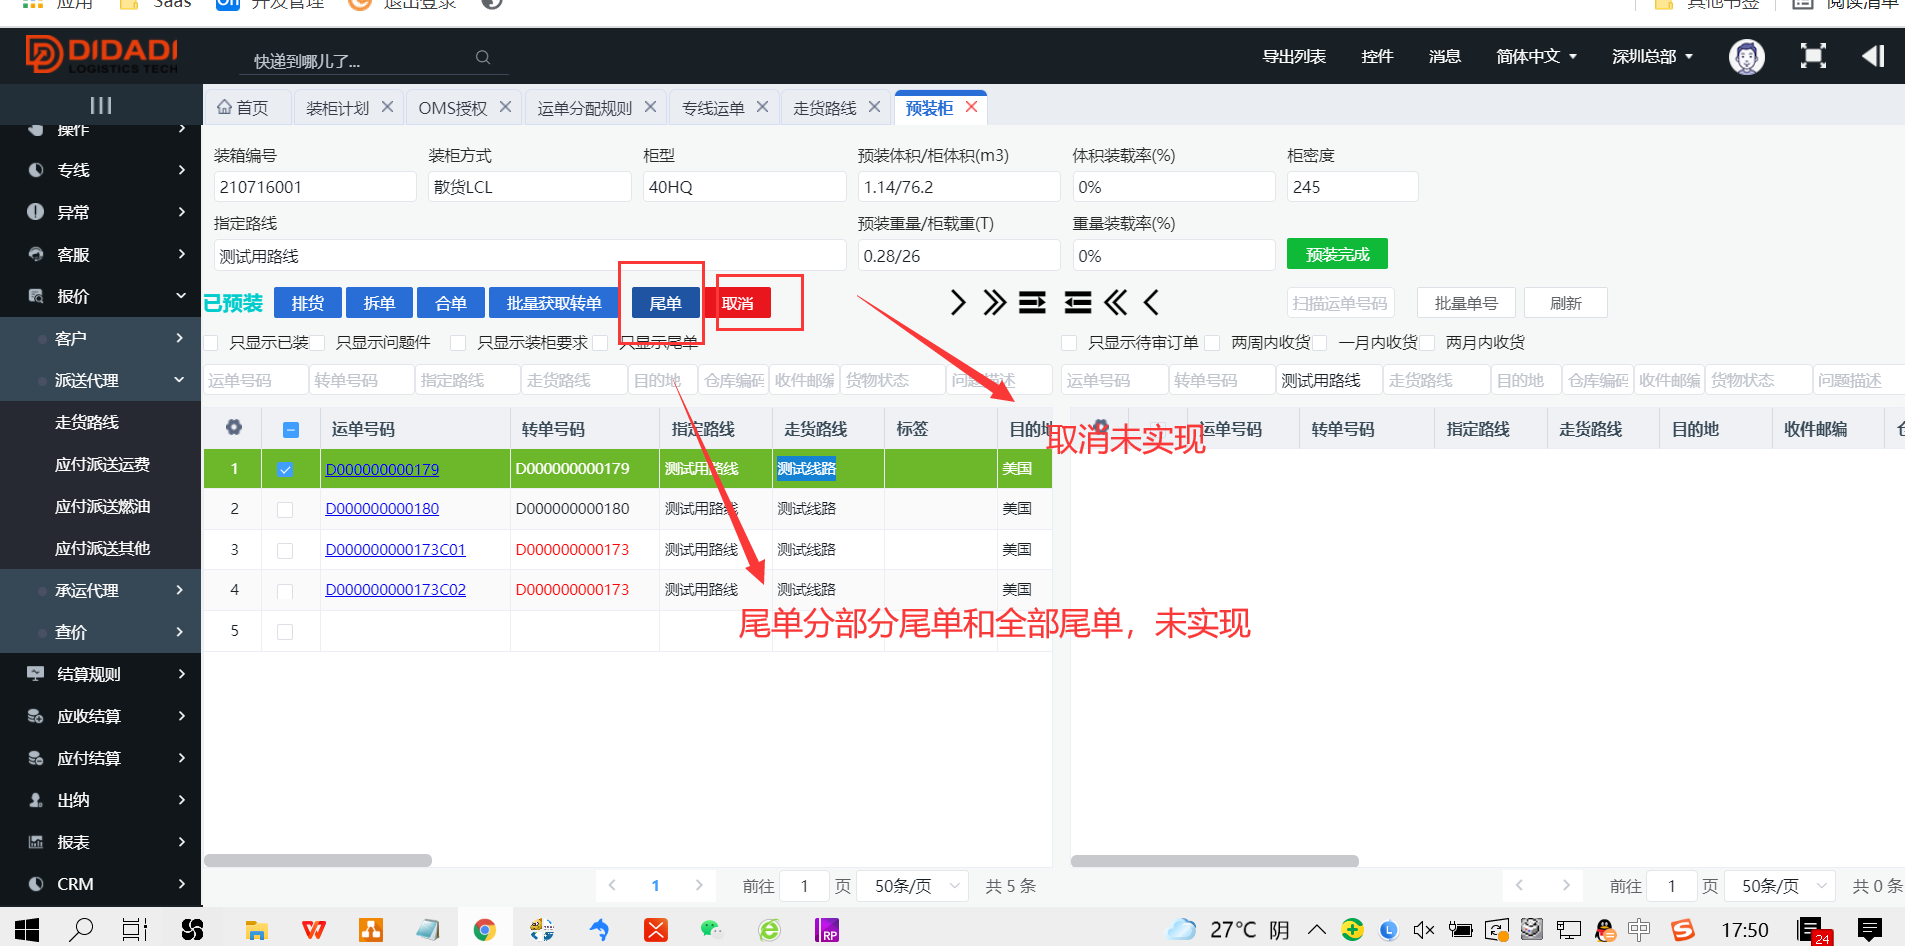 应用 Saas 开发管理 退出登录 其他书签 阅读清单
DIDADI
LOGISTICS TECH
快递到哪儿了...
导出列表 控件 消息 简体中文 深圳总部
首页 装柜计划 OMS授权 运单分配规则 专线运单 走货路线 预装柜
操作
专线
异常
客服
报价
客户
派送代理
走货路线
应付派送运费
应付派送燃油
应付派送其他
承运代理
查价
结算规则
应收结算
应付结算
出纳
报表
CRM
装箱编号 装柜方式 柜型 预装体积/柜体积(m3) 体积装载率(%) 柜密度
210716001 散货LCL 40HQ 1.14/76.2 0% 245
指定路线 预装重量/柜载重(T) 重量装载率(%)
测试用路线 0.28/26 0% 预装完成
已预装 排货 拆单 合单 批量获取转单 尾单 取消 扫描运单号码 批量单号 刷新
只显示已装 只显示问题件 只显示装柜要求 只显示尾单 只显示待审订单 两周内收货 一月内收货 两月内收货
运单号码 转单号码 指定路线 走货路线 目的地 仓库编码 收件邮编 货物状态 问题描述 运单号码 转单号码 测试用路线 走货路线 目的地 仓库编码 收件邮编 货物状态 问题描述
运单号码 转单号码 指定路线 走货路线 标签 目的地 运单号码 转单号码 指定路线 走货路线 目的地 收件邮编
取消未实现
1 D000000000179 D000000000179 测试用路线 测试线路 美国
2 D000000000180 D000000000180 测试用路线 测试线路 美国
3 D000000000173C01 D000000000173 测试用路线 测试线路 美国
4 D000000000173C02 D000000000173 测试用路线 测试线路 美国
5
尾单分部分尾单和全部尾单，未实现
1 前往 1 页 50条/页 共 5 条 前往 1 页 50条/页 共 0 条
27°C 阴 中 17:50 24